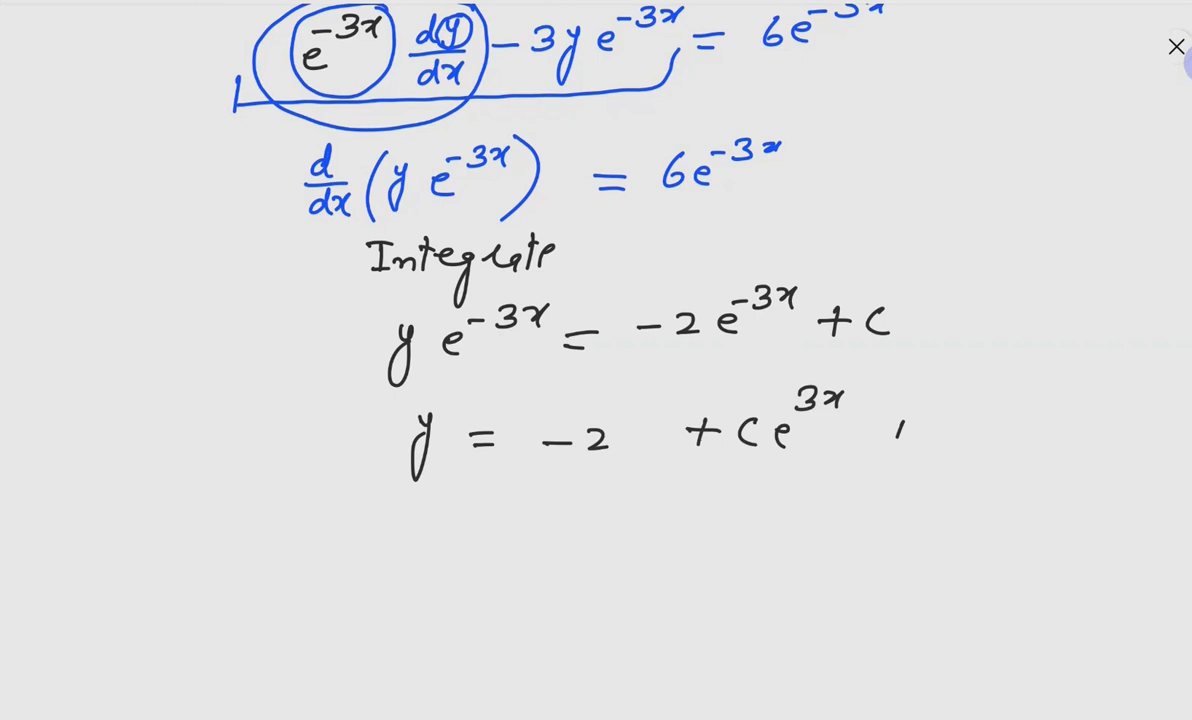 e^{-3x} dy/dx - 3y e^{-3x} = 6e^{-3x}
d/dx (y e^{-3x}) = 6e^{-3x}
Integrate
y e^{-3x} = -2 e^{-3x} + c
y = -2 + c e^{3x} ,